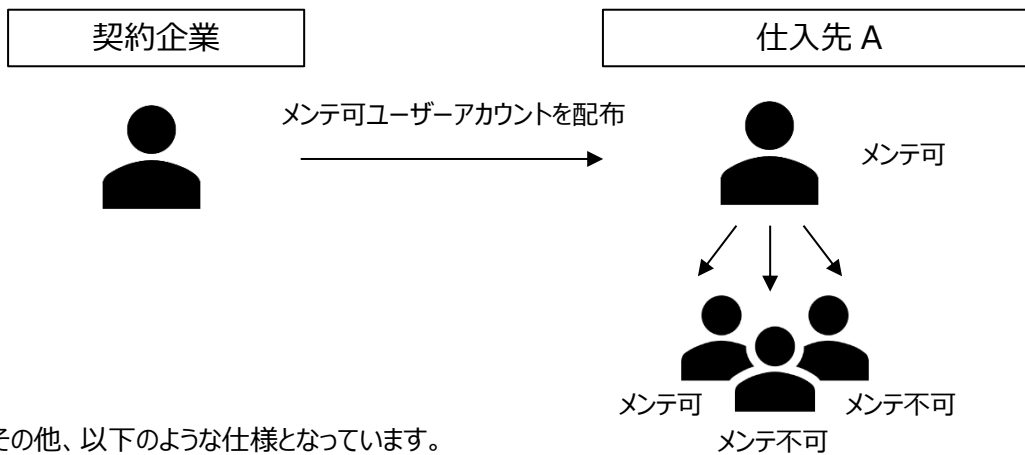 契約企業
仕入先 A
メンテ可ユーザーアカウントを配布
メンテ可
メンテ可
メンテ不可
メンテ不可
その他、以下のような仕様となっています。